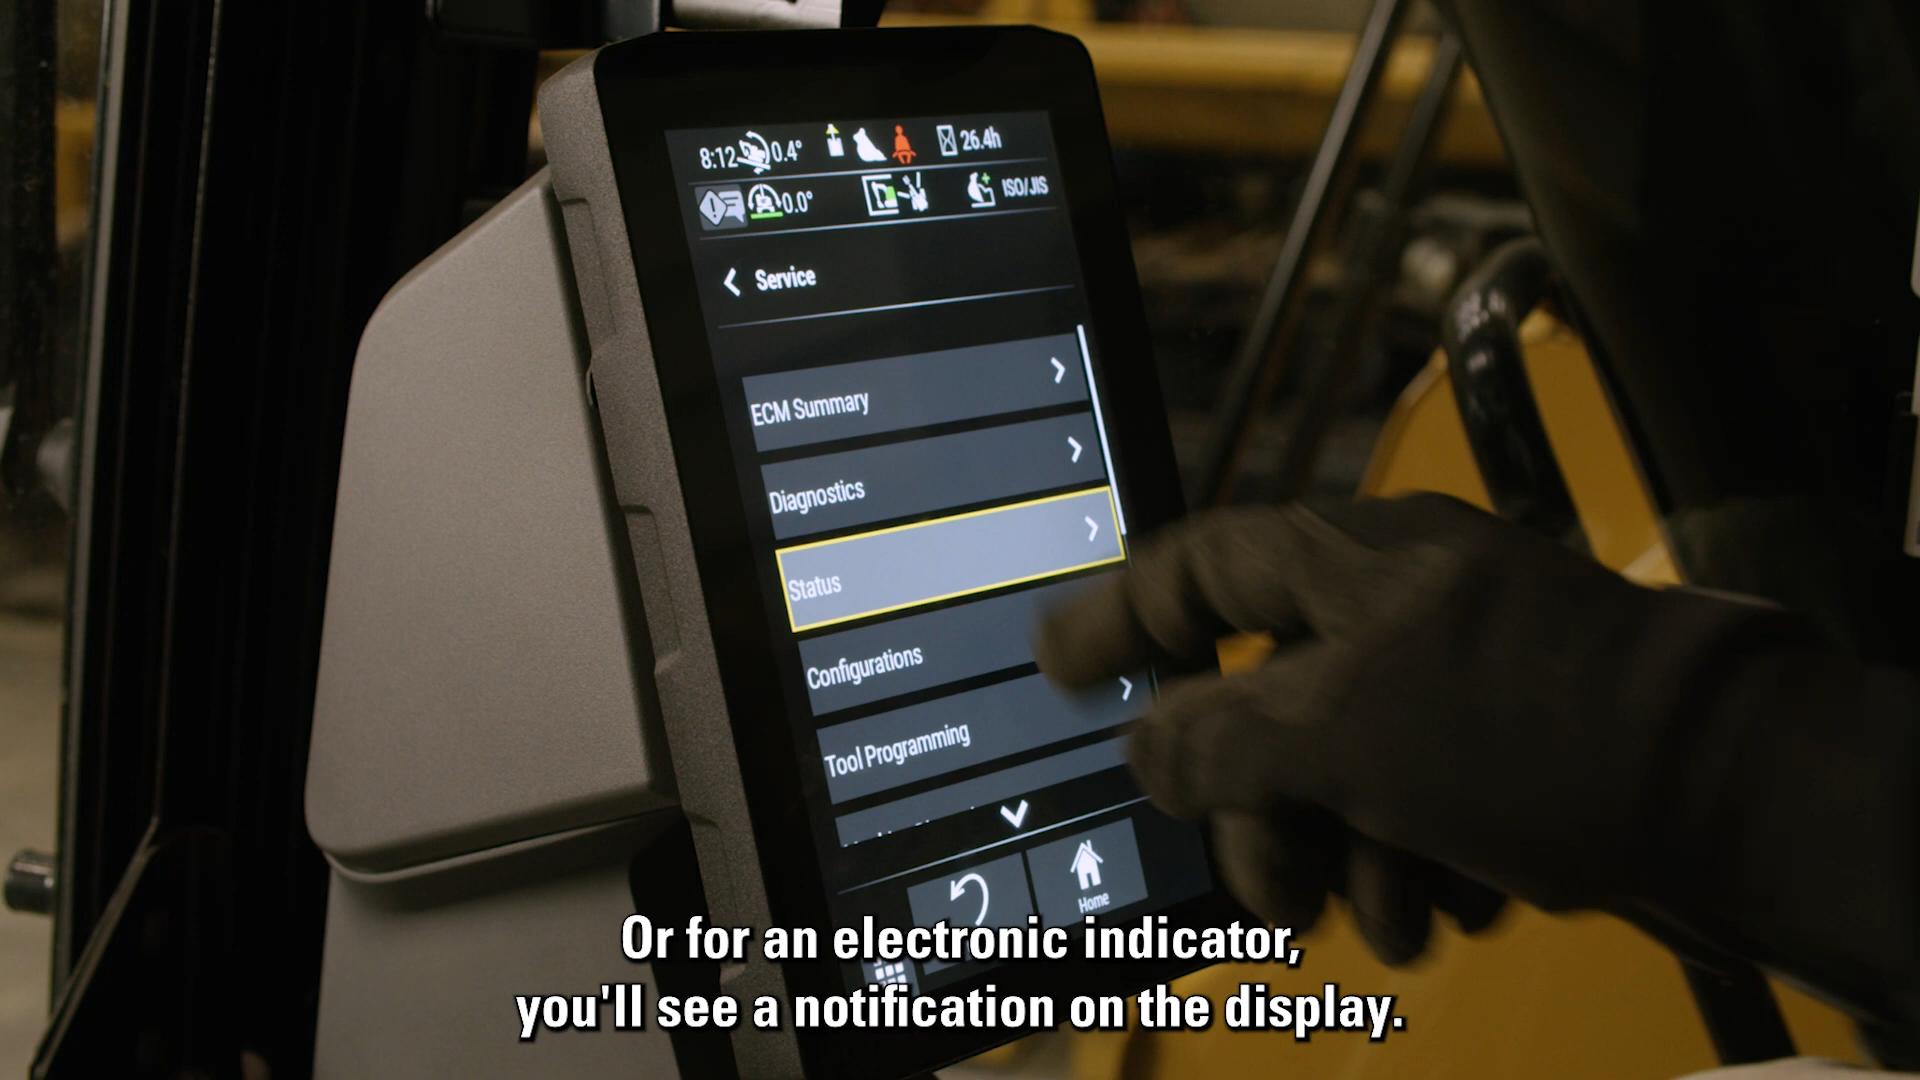 8:12 0.4° 26.4h
0.0° ISO/JIS
Service
ECM Summary
Diagnostics
Status
Configurations
Tool Programming
Home
Or for an electronic indicator,
you'll see a notification on the display.